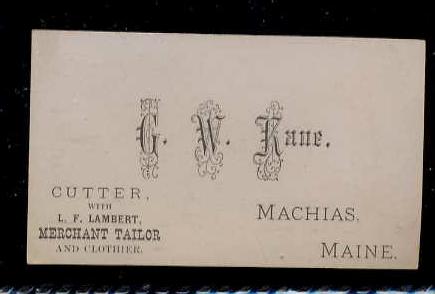 G. W. Kane.
CUTTER,
WITH
L. F. LAMBERT,
MERCHANT TAILOR
AND CLOTHIER.
MACHIAS,
MAINE.